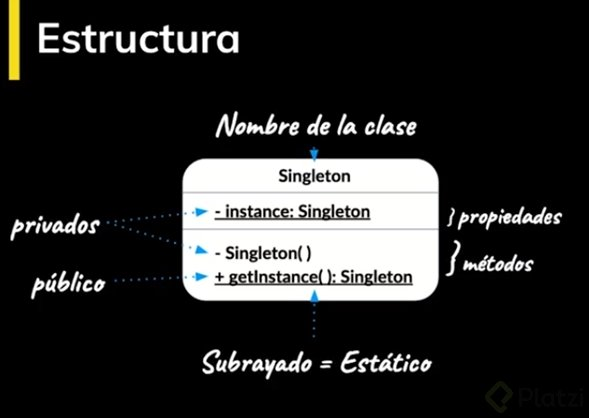 Estructura
Nombre de la clase
Singleton
- instance: Singleton
privados
} propiedades
- Singleton( )
+ getInstance( ): Singleton
público
} métodos
Subrayado = Estático
Platzi